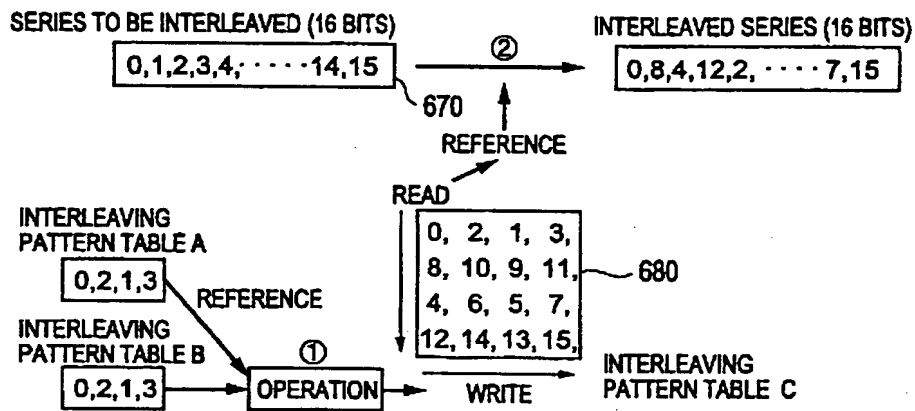 SERIES TO BE INTERLEAVED (16 BITS)
0,1,2,3,4, · · · · · 14,15
670
②
INTERLEAVED SERIES (16 BITS)
0,8,4,12,2, · · · · 7,15
REFERENCE
READ
0, 2, 1, 3,
8, 10, 9, 11,
4, 6, 5, 7,
12, 14, 13, 15,
680
INTERLEAVING
PATTERN TABLE A
0,2,1,3
REFERENCE
INTERLEAVING
PATTERN TABLE B
0,2,1,3
①
OPERATION
WRITE
INTERLEAVING
PATTERN TABLE C